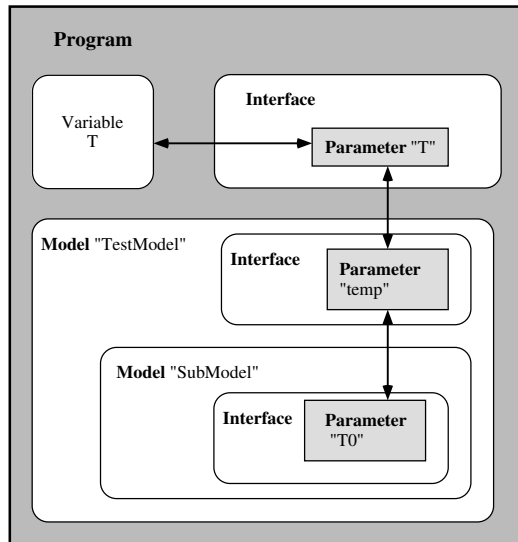 Program
Variable
T
Interface
Parameter "T"
Model "TestModel"
Interface
Parameter
"temp"
Model "SubModel"
Interface
Parameter
"T0"